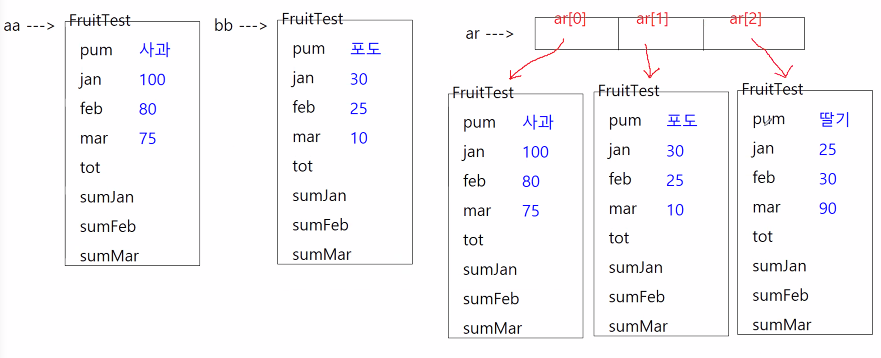 aa --->
FruitTest
pum 사과
jan 100
feb 80
mar 75
tot
sumJan
sumFeb
sumMar
bb --->
FruitTest
pum 포도
jan 30
feb 25
mar 10
tot
sumJan
sumFeb
sumMar
ar --->
ar[0] ar[1] ar[2]
FruitTest
pum 사과
jan 100
feb 80
mar 75
tot
sumJan
sumFeb
sumMar
FruitTest
pum 포도
jan 30
feb 25
mar 10
tot
sumJan
sumFeb
sumMar
FruitTest
pum 딸기
jan 25
feb 30
mar 90
tot
sumJan
sumFeb
sumMar